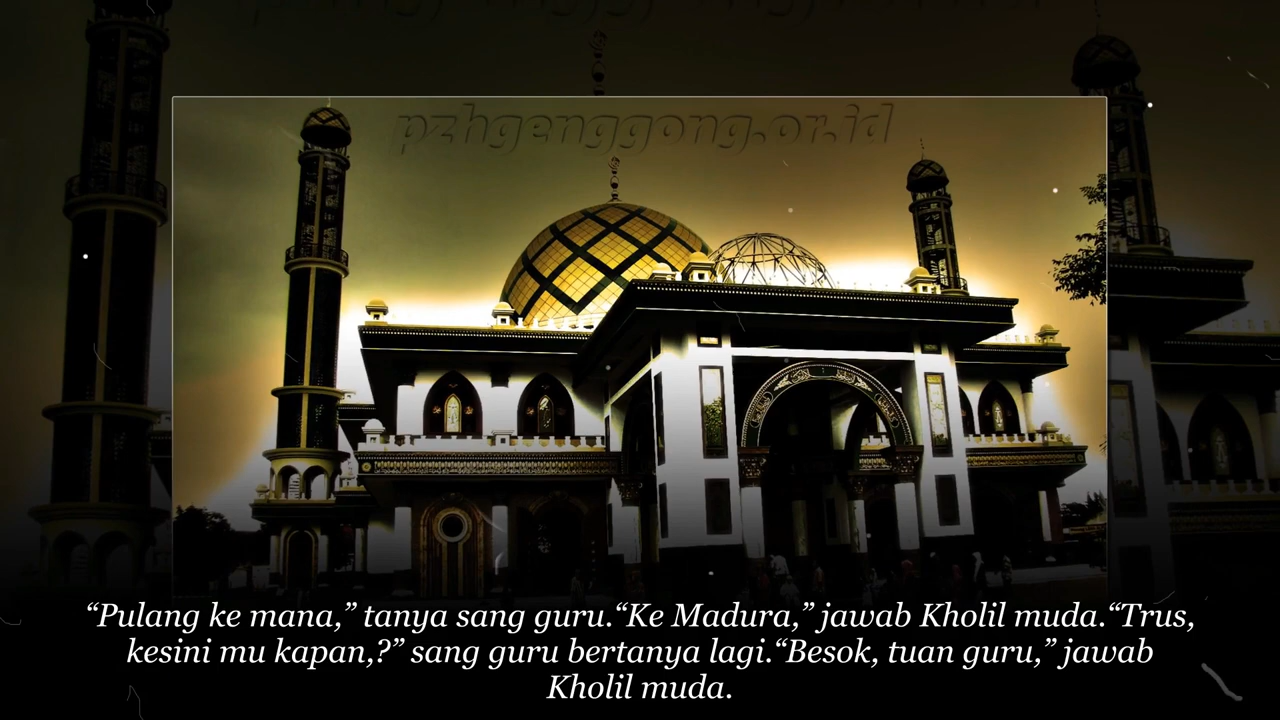 pzhgenggong.or.id
“Pulang ke mana,” tanya sang guru.“Ke Madura,” jawab Kholil muda.“Trus,
kesini mu kapan,?” sang guru bertanya lagi.“Besok, tuan guru,” jawab
Kholil muda.